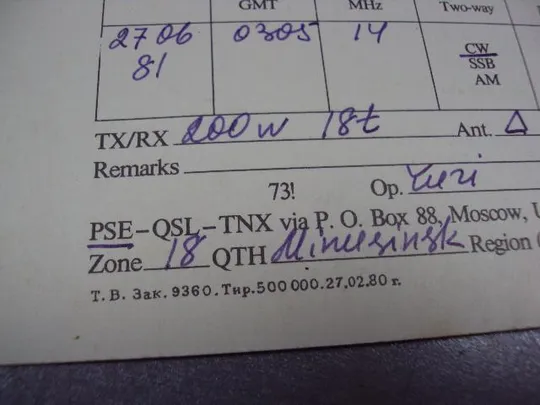 GMT MHz Two-way
27 06 0305 14 CW
81 SSB
AM
TX/RX 200w 18t Ant. Δ
Remarks
73! Op. Yuri
PSE–QSL–TNX via P. O. Box 88, Moscow, U
Zone 18 QTH Minusinsk Region (
Т. В. Зак. 9360. Тир. 500 000. 27.02.80 г.